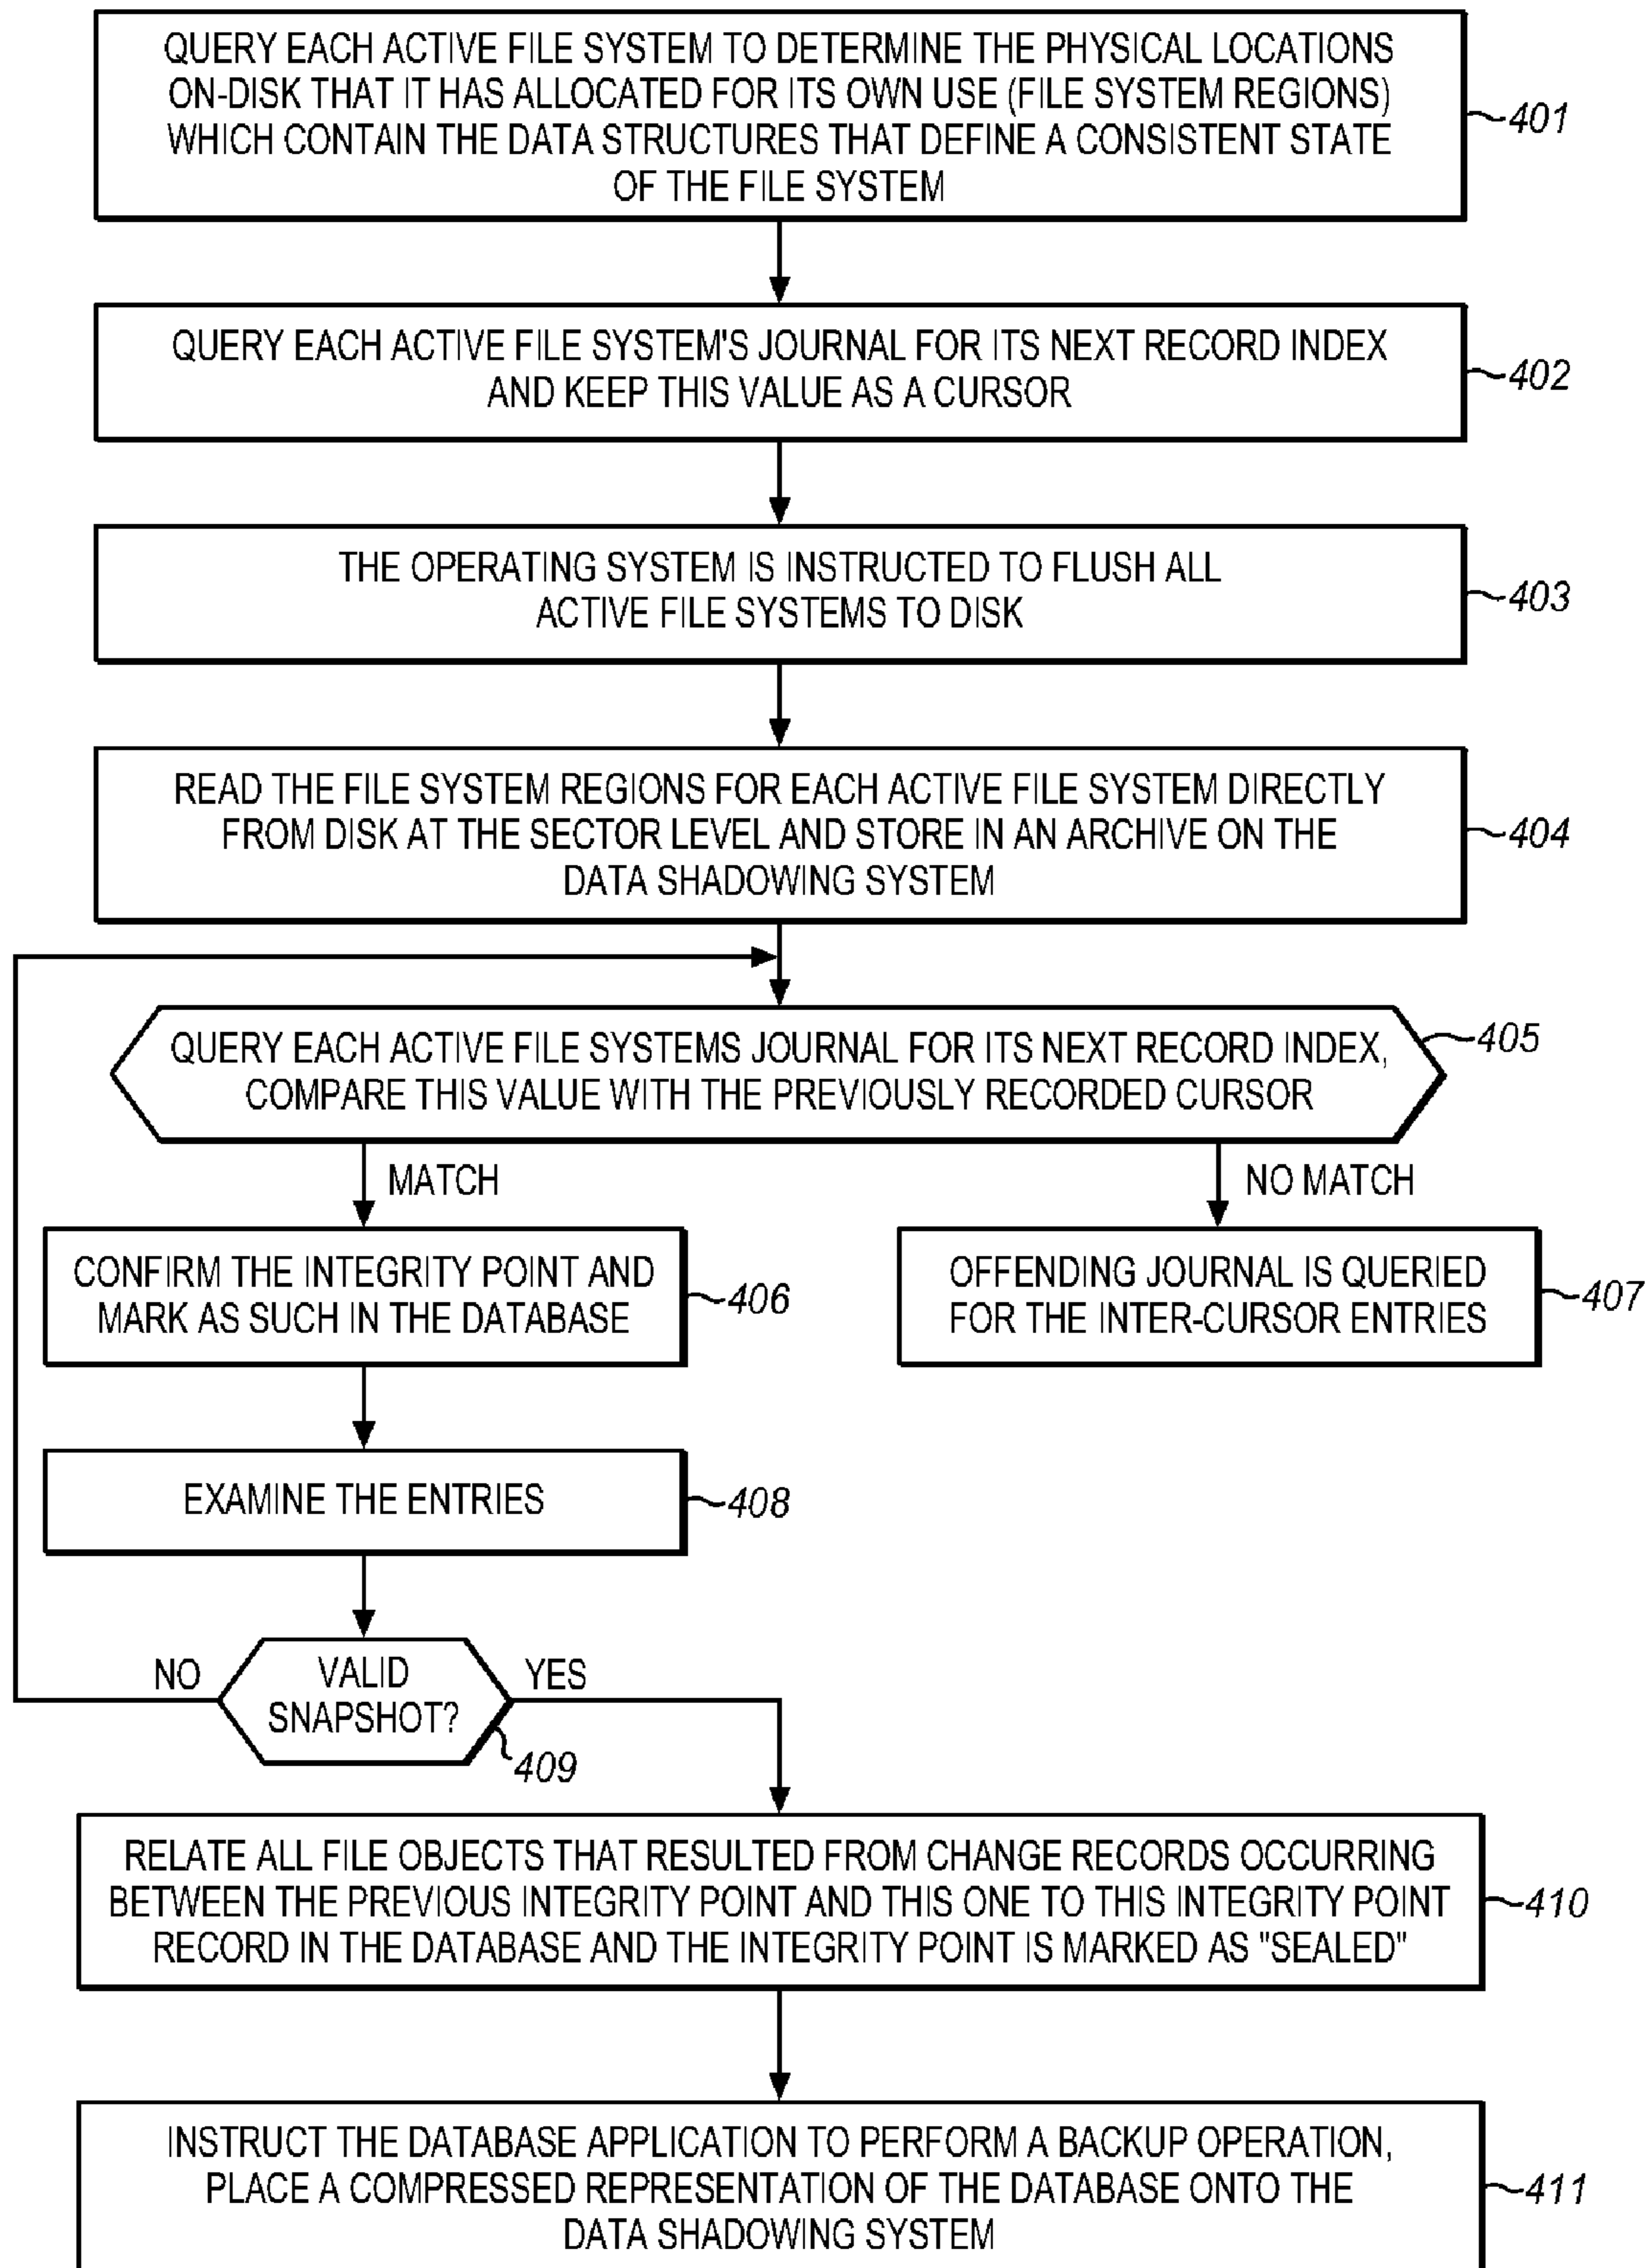 QUERY EACH ACTIVE FILE SYSTEM TO DETERMINE THE PHYSICAL LOCATIONS
ON-DISK THAT IT HAS ALLOCATED FOR ITS OWN USE (FILE SYSTEM REGIONS)
WHICH CONTAIN THE DATA STRUCTURES THAT DEFINE A CONSISTENT STATE
OF THE FILE SYSTEM
401
QUERY EACH ACTIVE FILE SYSTEM'S JOURNAL FOR ITS NEXT RECORD INDEX
AND KEEP THIS VALUE AS A CURSOR
402
THE OPERATING SYSTEM IS INSTRUCTED TO FLUSH ALL
ACTIVE FILE SYSTEMS TO DISK
403
READ THE FILE SYSTEM REGIONS FOR EACH ACTIVE FILE SYSTEM DIRECTLY
FROM DISK AT THE SECTOR LEVEL AND STORE IN AN ARCHIVE ON THE
DATA SHADOWING SYSTEM
404
QUERY EACH ACTIVE FILE SYSTEMS JOURNAL FOR ITS NEXT RECORD INDEX,
COMPARE THIS VALUE WITH THE PREVIOUSLY RECORDED CURSOR
405
MATCH
NO MATCH
CONFIRM THE INTEGRITY POINT AND
MARK AS SUCH IN THE DATABASE
406
OFFENDING JOURNAL IS QUERIED
FOR THE INTER-CURSOR ENTRIES
407
EXAMINE THE ENTRIES
408
NO
VALID
SNAPSHOT?
YES
409
RELATE ALL FILE OBJECTS THAT RESULTED FROM CHANGE RECORDS OCCURRING
BETWEEN THE PREVIOUS INTEGRITY POINT AND THIS ONE TO THIS INTEGRITY POINT
RECORD IN THE DATABASE AND THE INTEGRITY POINT IS MARKED AS "SEALED"
410
INSTRUCT THE DATABASE APPLICATION TO PERFORM A BACKUP OPERATION,
PLACE A COMPRESSED REPRESENTATION OF THE DATABASE ONTO THE
DATA SHADOWING SYSTEM
411